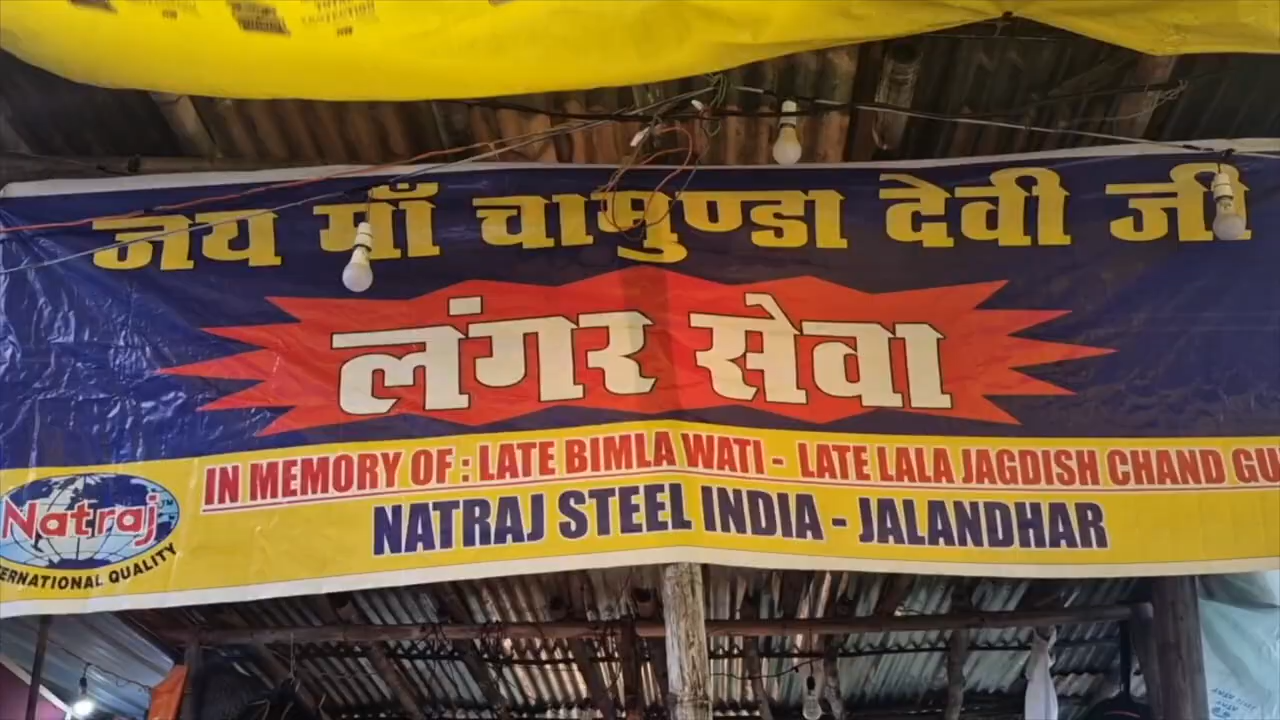 जय माँ चामुण्डा देवी जी
लंगर सेवा
IN MEMORY OF : LATE BIMLA WATI - LATE LALA JAGDISH CHAND GU
NATRAJ STEEL INDIA - JALANDHAR
Natraj
ERNATIONAL QUALITY